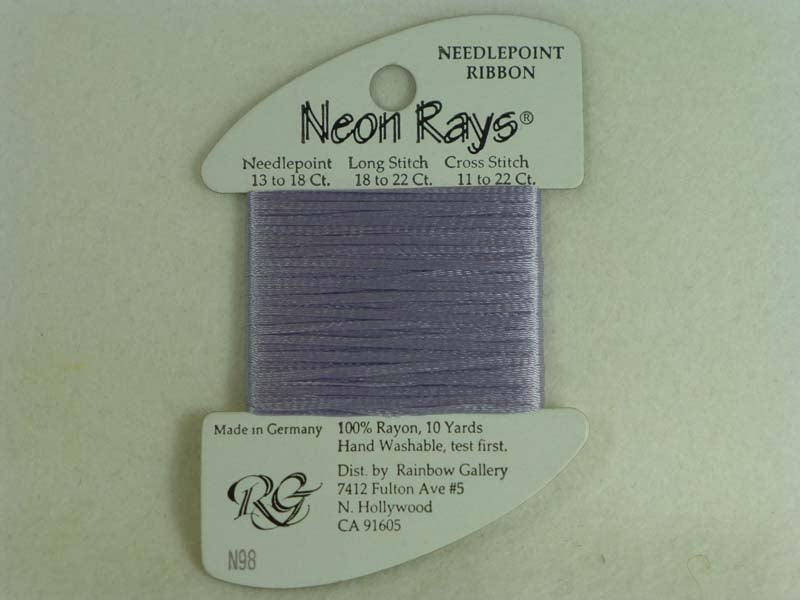 NEEDLEPOINT
RIBBON
Neon Rays®
Needlepoint Long Stitch Cross Stitch
13 to 18 Ct. 18 to 22 Ct. 11 to 22 Ct.
Made in Germany
100% Rayon, 10 Yards
Hand Washable, test first.
RG
Dist. by Rainbow Gallery
7412 Fulton Ave #5
N. Hollywood
CA 91605
N98